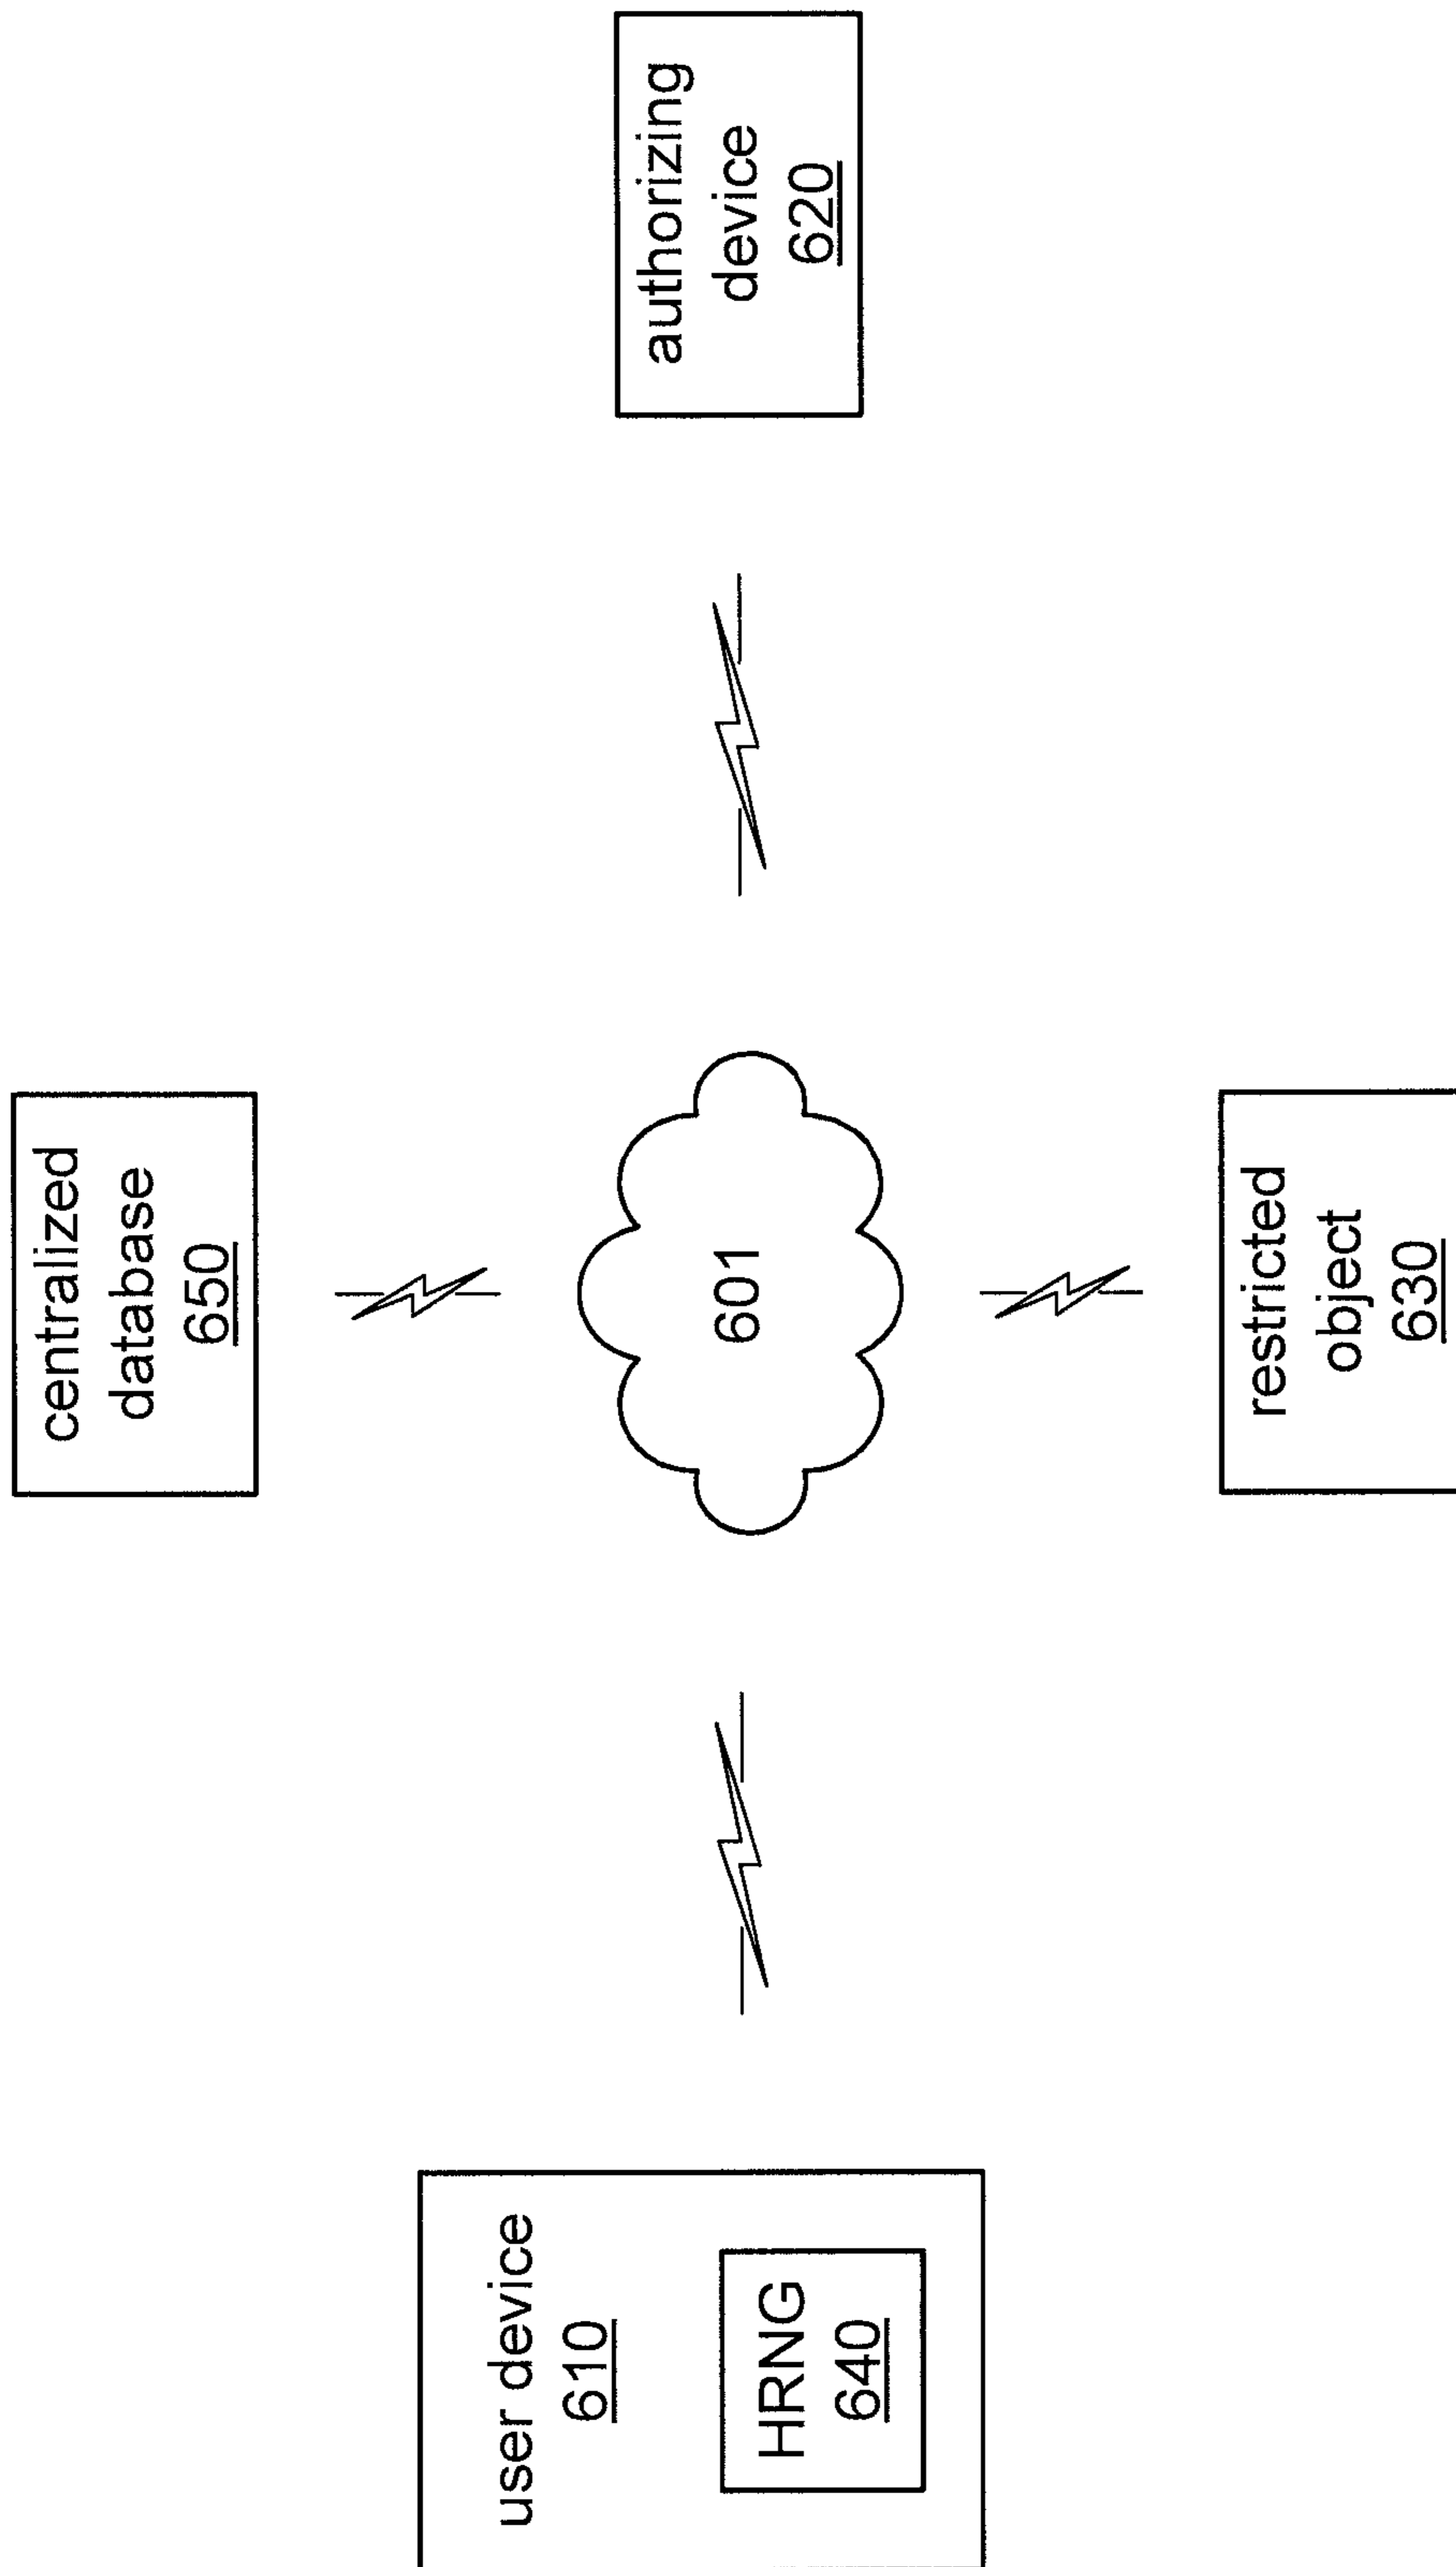 centralized
database
650
user device
610
HRNG
640
601
authorizing
device
620
restricted
object
630